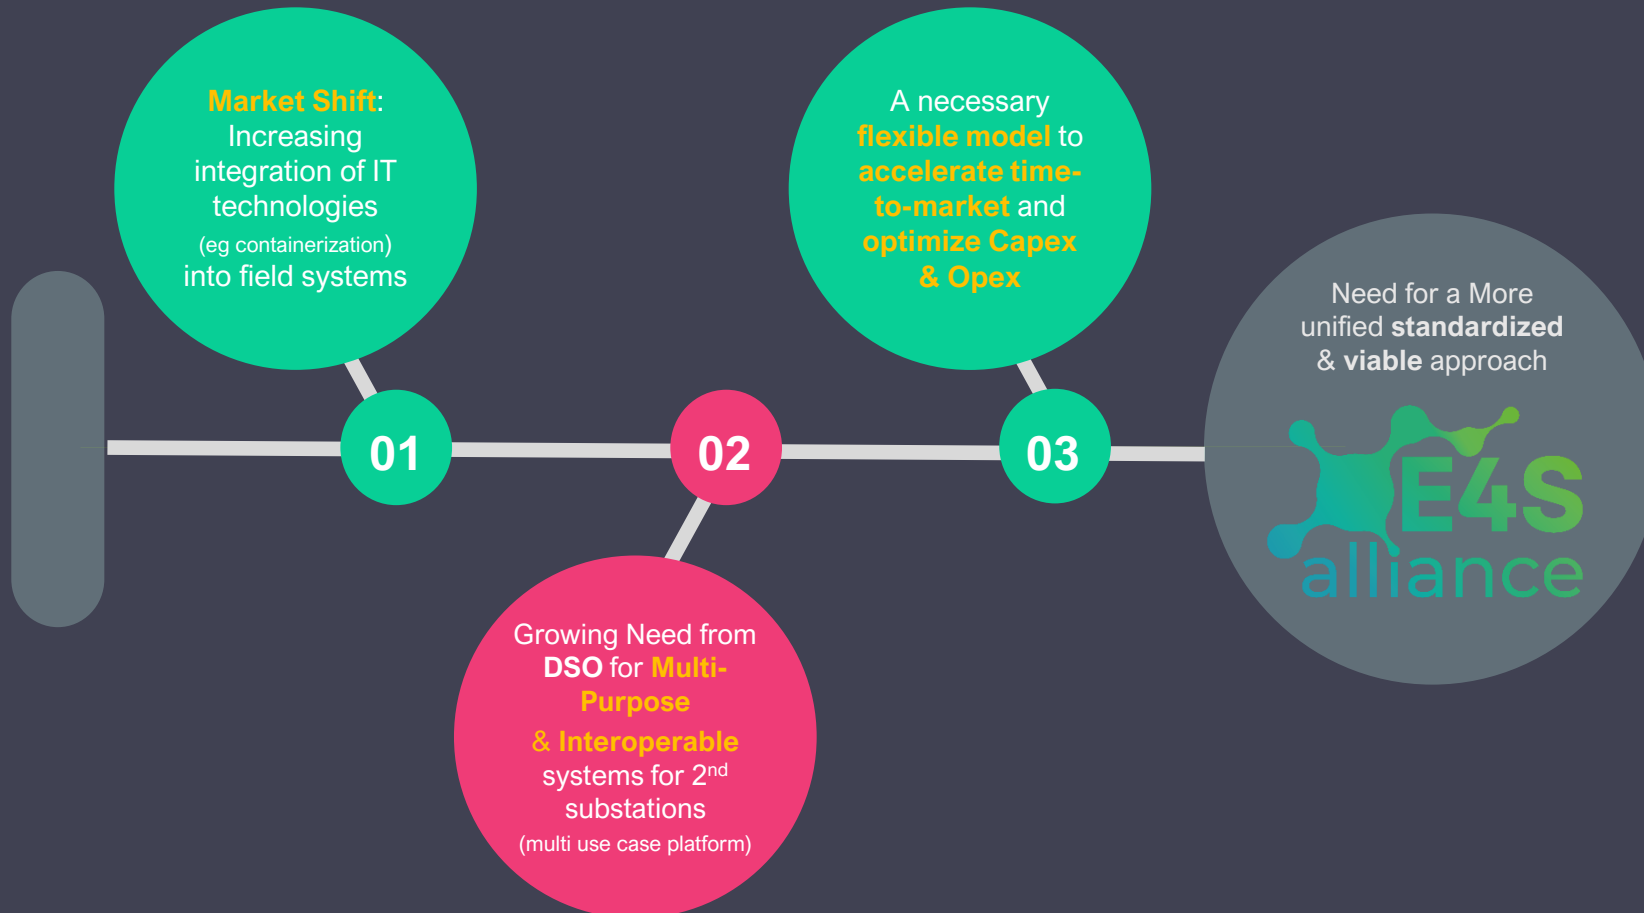 Market Shift:
Increasing
integration of IT
technologies
(eg containerization)
into field systems
01
Growing Need from
DSO for Multi-
Purpose
& Interoperable
systems for 2nd
substations
(multi use case platform)
02
A necessary
flexible model to
accelerate time-
to-market and
optimize Capex
& Opex
03
Need for a More
unified standardized
& viable approach
E4S
alliance